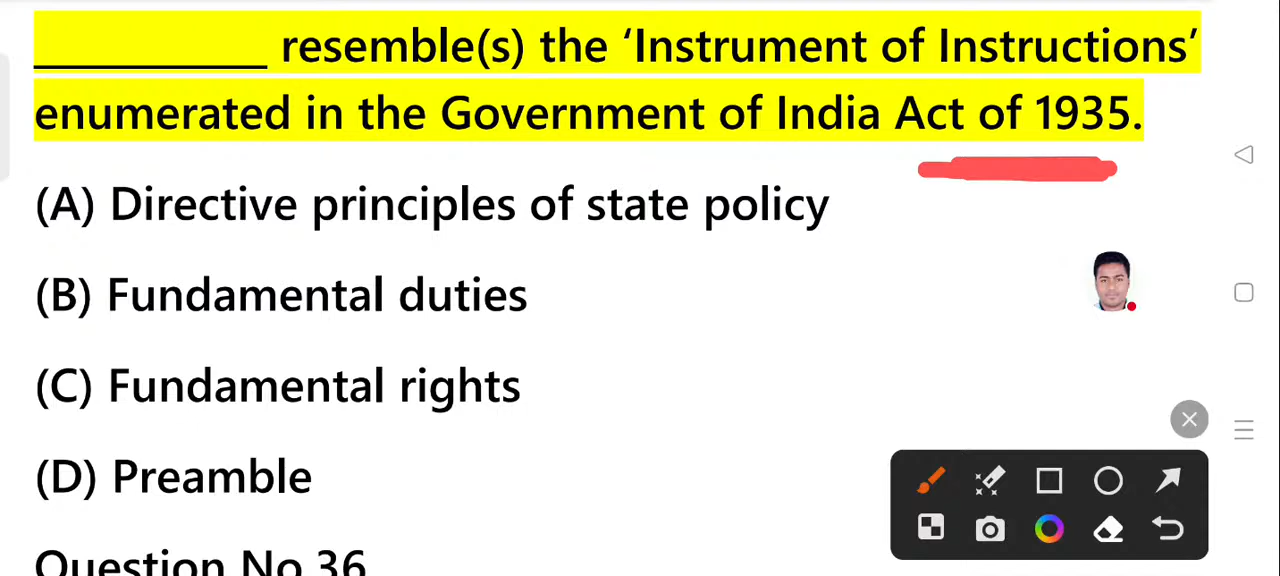 __________ resemble(s) the ‘Instrument of Instructions’
enumerated in the Government of India Act of 1935.
(A) Directive principles of state policy
(B) Fundamental duties
(C) Fundamental rights
(D) Preamble
Question No 36